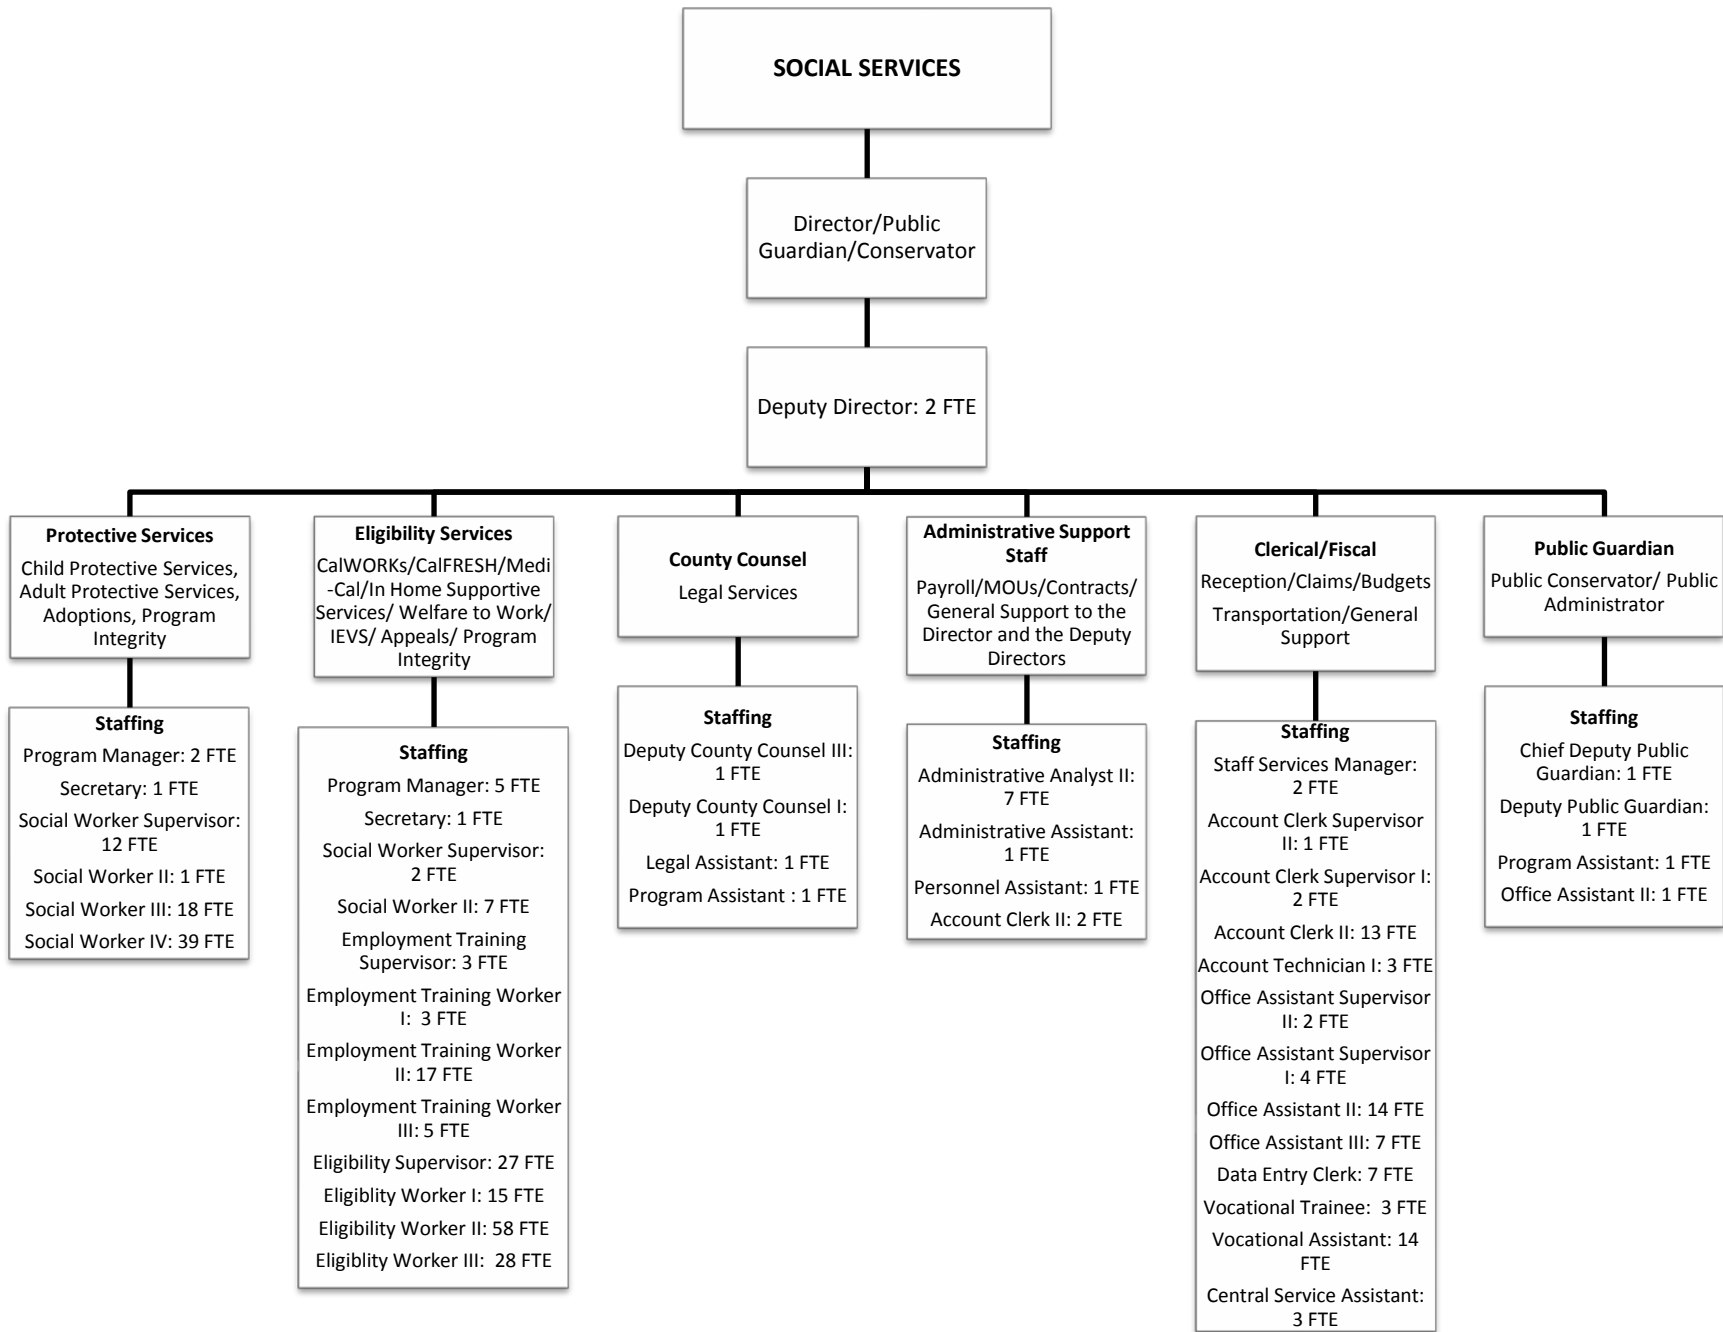 SOCIAL SERVICES
Director/Public
Guardian/Conservator
Deputy Director: 2 FTE
Protective Services
Child Protective Services,
Adult Protective Services,
Adoptions, Program
Integrity
Eligibility Services
CalWORKs/CalFRESH/Medi
-Cal/In Home Supportive
Services/ Welfare to Work/
IEVS/ Appeals/ Program
Integrity
County Counsel
Legal Services
Administrative Support
Staff
Payroll/MOUs/Contracts/
General Support to the
Director and the Deputy
Directors
Clerical/Fiscal
Reception/Claims/Budgets
Transportation/General
Support
Public Guardian
Public Conservator/ Public
Administrator
Staffing
Program Manager: 2 FTE
Secretary: 1 FTE
Social Worker Supervisor:
12 FTE
Social Worker II: 1 FTE
Social Worker III: 18 FTE
Social Worker IV: 39 FTE
Staffing
Program Manager: 5 FTE
Secretary: 1 FTE
Social Worker Supervisor:
2 FTE
Social Worker II: 7 FTE
Employment Training
Supervisor: 3 FTE
Employment Training Worker
I:  3 FTE
Employment Training Worker
II: 17 FTE
Employment Training Worker
III: 5 FTE
Eligibility Supervisor: 27 FTE
Eligiblity Worker I: 15 FTE
Eligibility Worker II: 58 FTE
Eligiblity Worker III:  28 FTE
Staffing
Deputy County Counsel III:
1 FTE
Deputy County Counsel I:
1 FTE
Legal Assistant: 1 FTE
Program Assistant : 1 FTE
Staffing
Administrative Analyst II:
7 FTE
Administrative Assistant:
1 FTE
Personnel Assistant: 1 FTE
Account Clerk II: 2 FTE
Staffing
Staff Services Manager:
2 FTE
Account Clerk Supervisor
II: 1 FTE
Account Clerk Supervisor I:
2 FTE
Account Clerk II: 13 FTE
Account Technician I: 3 FTE
Office Assistant Supervisor
II: 2 FTE
Office Assistant Supervisor
I: 4 FTE
Office Assistant II: 14 FTE
Office Assistant III: 7 FTE
Data Entry Clerk: 7 FTE
Vocational Trainee:  3 FTE
Vocational Assistant: 14
FTE
Central Service Assistant:
3 FTE
Staffing
Chief Deputy Public
Guardian: 1 FTE
Deputy Public Guardian:
1 FTE
Program Assistant: 1 FTE
Office Assistant II: 1 FTE